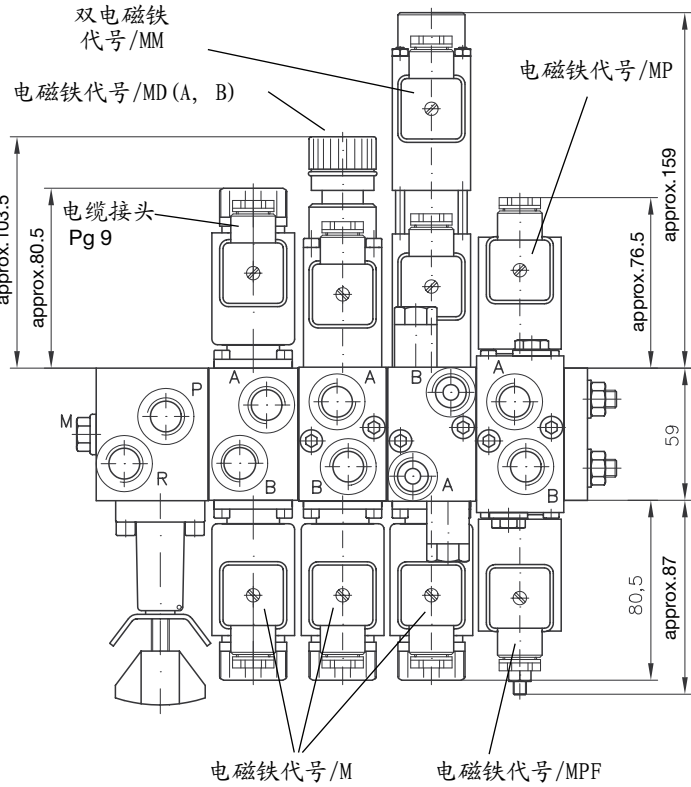 双电磁铁
代号/MM
电磁铁代号/MD(A, B)
电磁铁代号/MP
电缆接头
Pg 9
approx.103.5
approx.80.5
approx.76.5
approx.159
P
A
A
B
A
M
R
B
B
A
B
59
80,5
approx.87
电磁铁代号/M
电磁铁代号/MPF